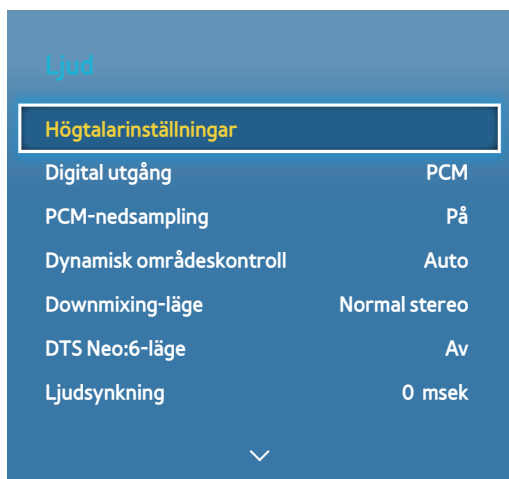 Ljud
Högtalarinställningar
Digital utgång PCM
PCM-nedsampling På
Dynamisk områdeskontroll Auto
Downmixing-läge Normal stereo
DTS Neo:6-läge Av
Ljudsynkning 0 msek